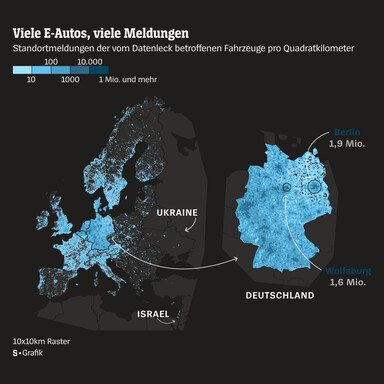 Viele E-Autos, viele Meldungen
Standortmeldungen der vom Datenleck betroffenen Fahrzeuge pro Quadratkilometer
100 10.000
10 1000 1 Mio. und mehr
Berlin
1,9 Mio.
UKRAINE
Wolfsburg
1,6 Mio.
DEUTSCHLAND
ISRAEL
10x10km Raster
S•Grafik